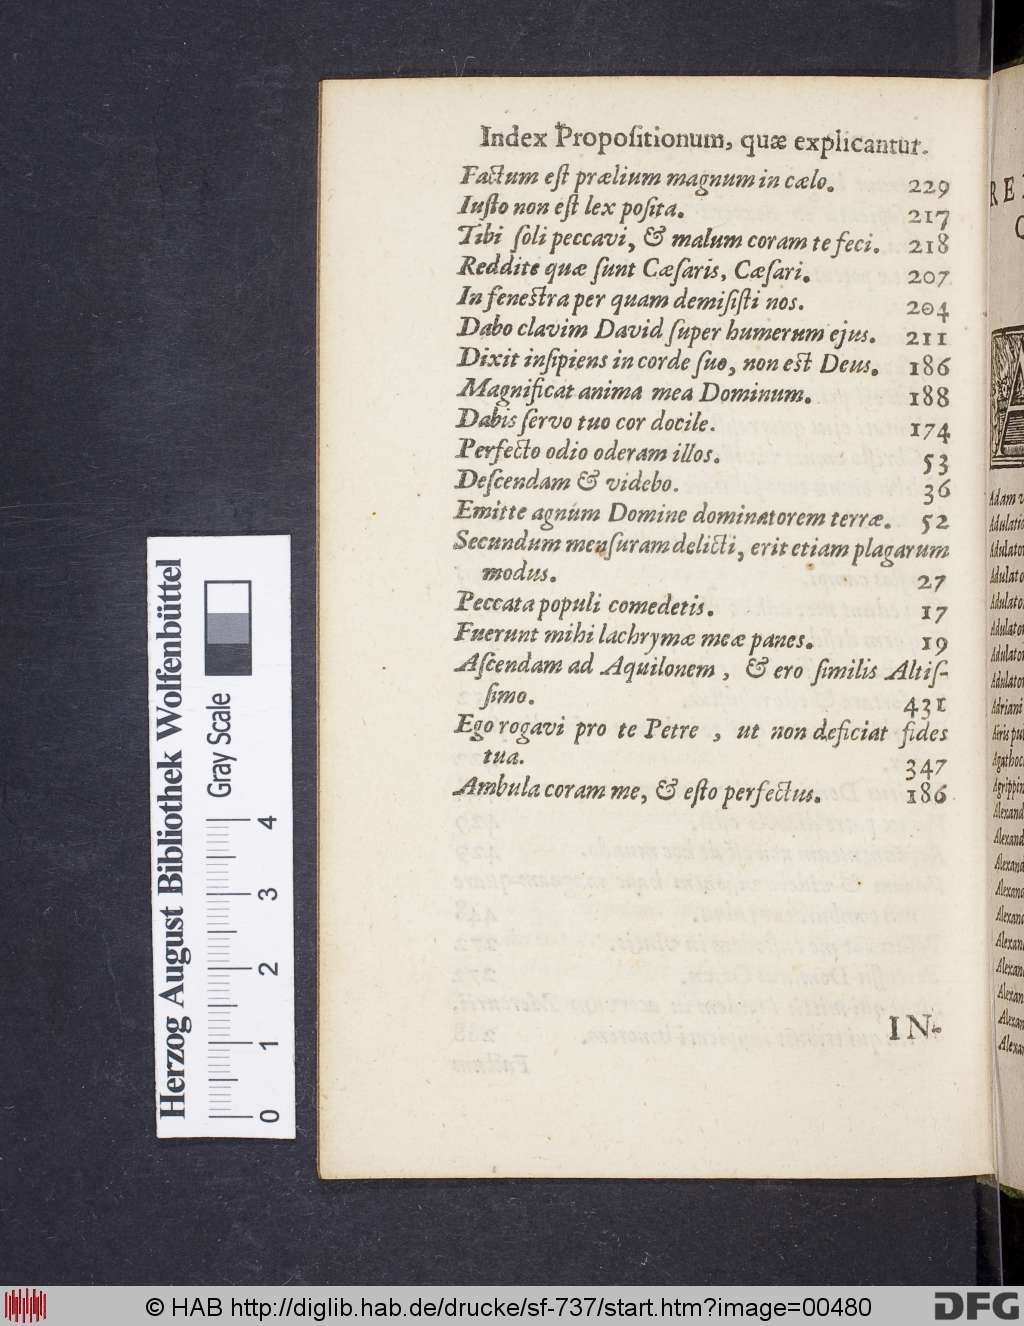 Index Propositionum, quæ explicantur.
Factum eſt prælium magnum in cælo. 229
Iuſto non eſt lex poſita. 217
Tibi ſoli peccavi, & malum coram te feci. 218
Reddite quæ ſunt Cæſaris, Cæſari. 207
In feneſtra per quam demiſiſti nos. 204
Dabo clavim David ſuper humerum ejus. 211
Dixit inſipiens in corde ſuo, non eſt Deus. 186
Magnificat anima mea Dominum. 188
Dabis ſervo tuo cor docile. 174
Perfecto odio oderam illos. 53
Deſcendam & videbo. 36
Emitte agnum Domine dominatorem terræ. 52
Secundum menſuram delicti, erit etiam plagarum
modus. 27
Peccata populi comedetis. 17
Fuerunt mihi lachrymæ meæ panes. 19
Aſcendam ad Aquilonem, & ero ſimilis Altiſ-
ſimo. 431
Ego rogavi pro te Petre, ut non deficiat fides
tua. 347
Ambula coram me, & eſto perfectus. 186
IN-
Adam
Agathoc
Agrippin
Alexand
Herzog August Bibliothek Wolfenbüttel
Gray Scale
0 1 2 3 4
© HAB http://diglib.hab.de/drucke/sf-737/start.htm?image=00480
DFG